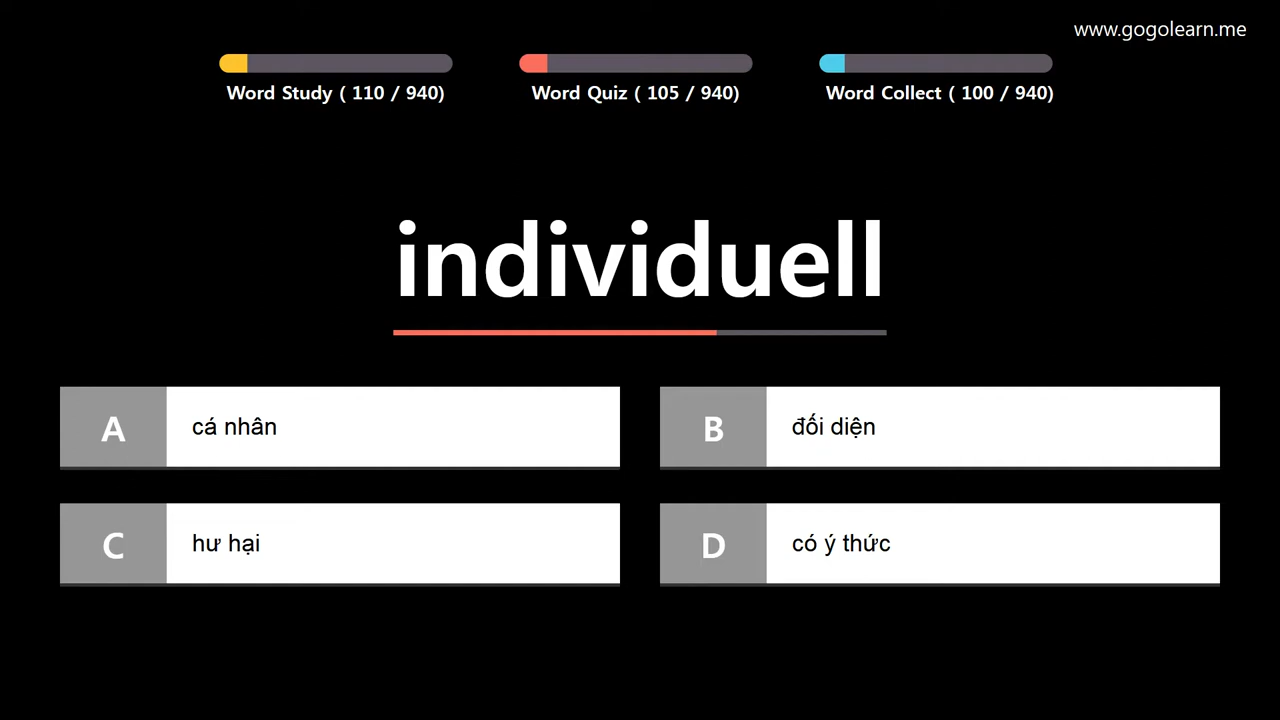 www.gogolearn.me
Word Study ( 110 / 940)
Word Quiz ( 105 / 940)
Word Collect ( 100 / 940)
individuell
A
cá nhân
B
đối diện
C
hư hại
D
có ý thức